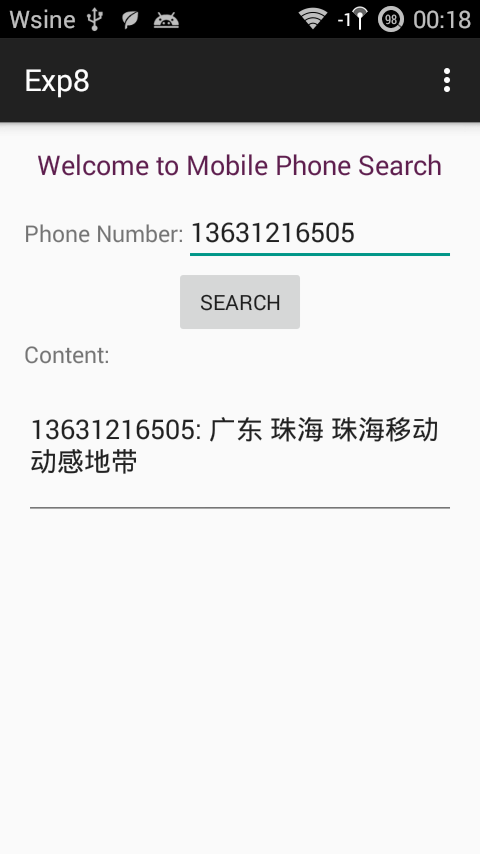 Wsine -1 98 00:18
Exp8
Welcome to Mobile Phone Search
Phone Number: 13631216505
SEARCH
Content:
13631216505: 广东 珠海 珠海移动
动感地带